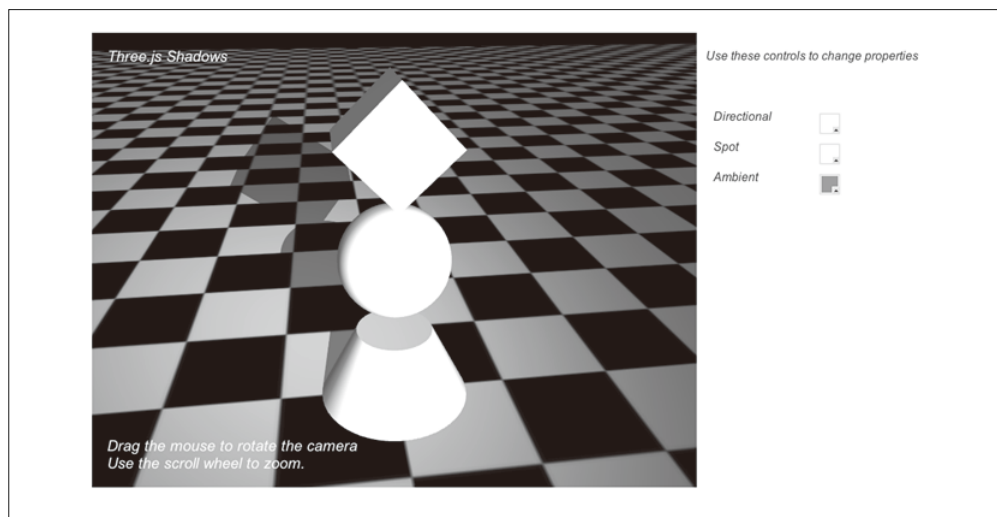 Three.js Shadows
Use these controls to change properties
Directional
Spot
Ambient
Drag the mouse to rotate the camera
Use the scroll wheel to zoom.